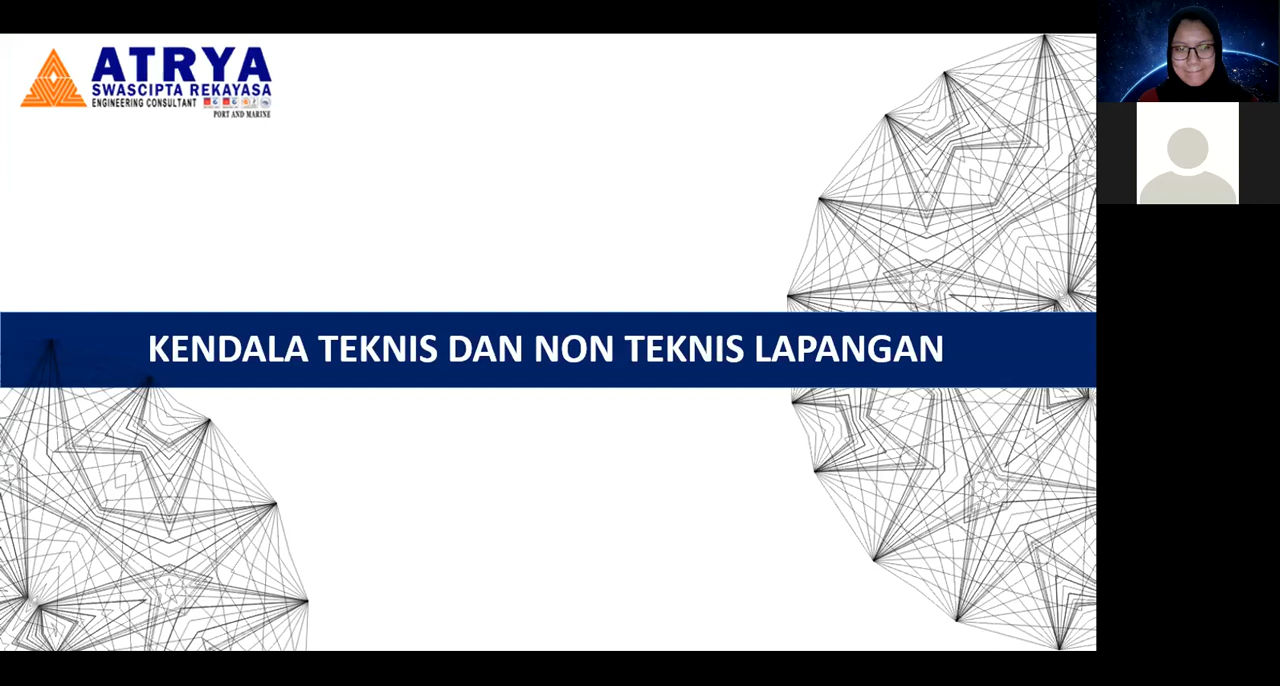 ATRYA
SWASCIPTA REKAYASA
ENGINEERING CONSULTANT
PORT AND MARINE
KENDALA TEKNIS DAN NON TEKNIS LAPANGAN